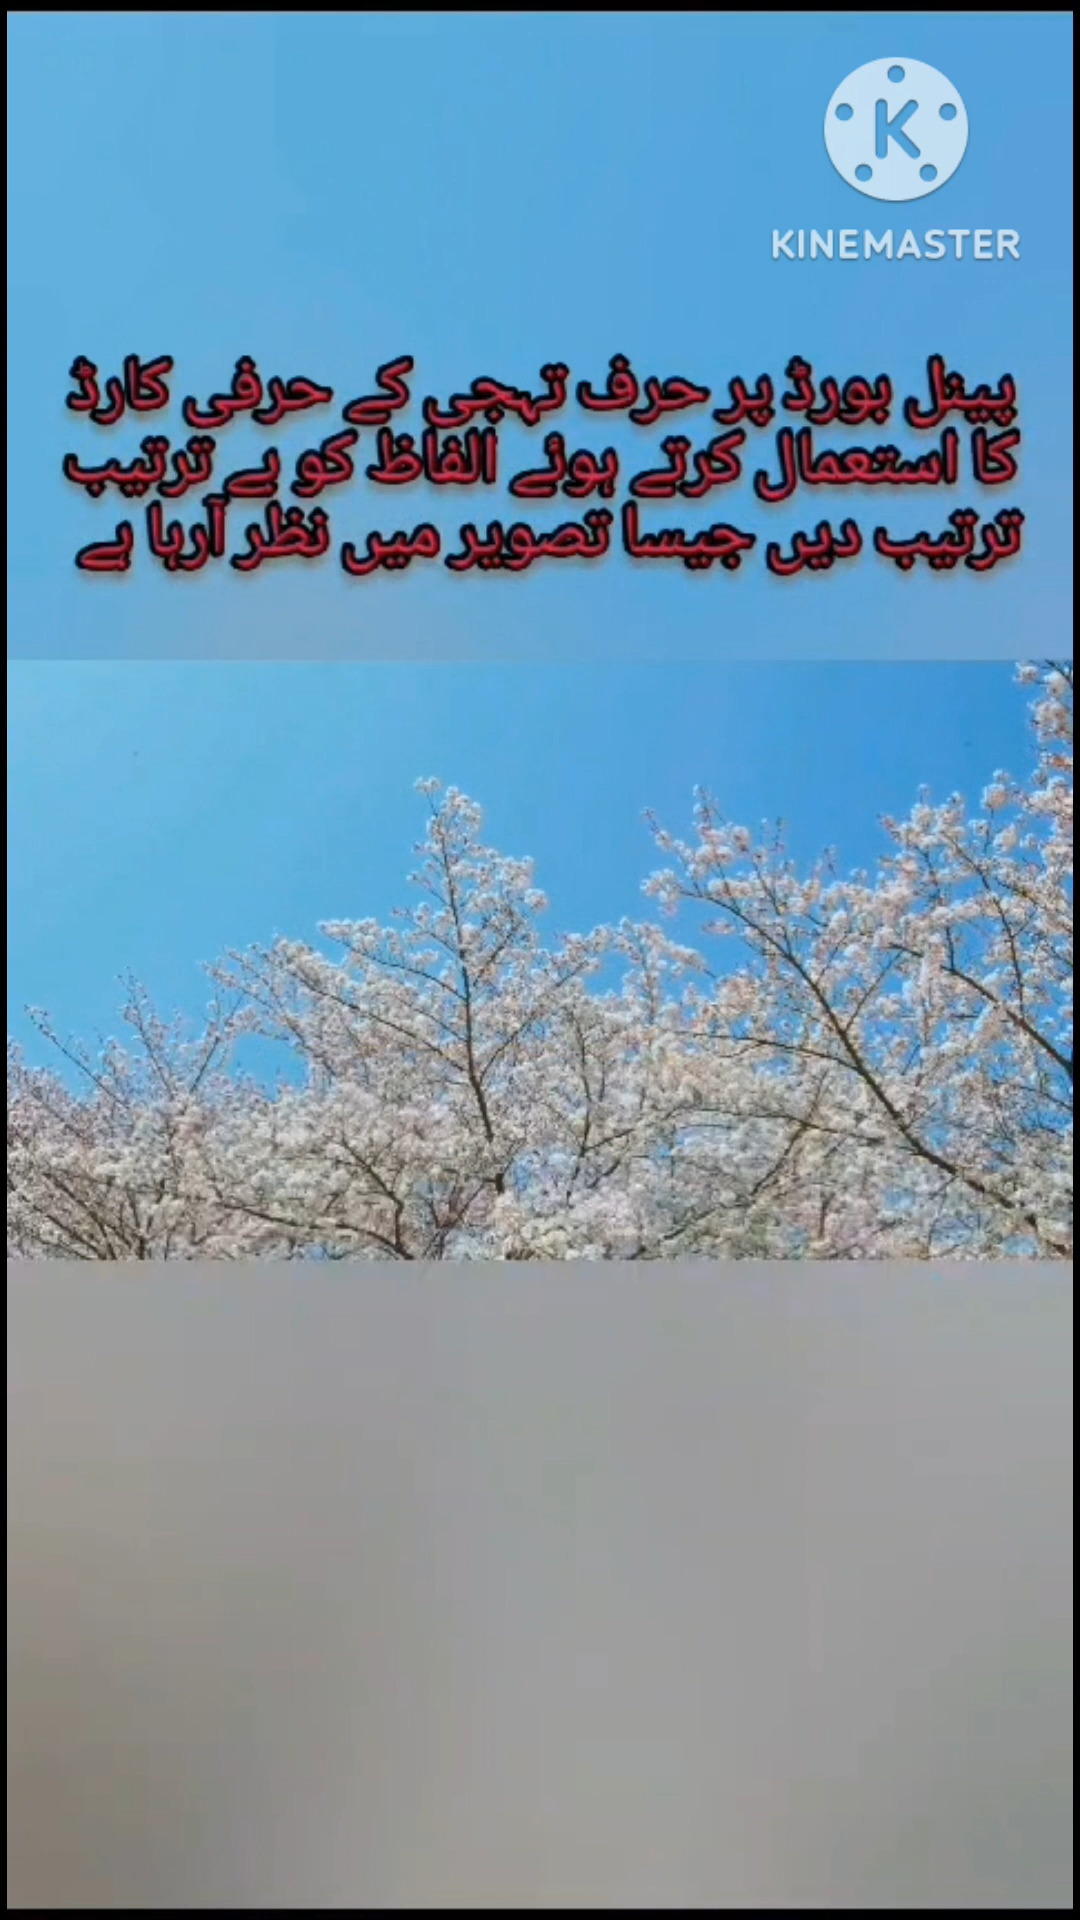 KINEMASTER
پینل بورڈ پر حرف تہجی کے حرفی کارڈ
کا استعمال کرتے ہوئے الفاظ کو بے ترتیب
ترتیب دیں جیسا تصویر میں نظر آرہا ہے